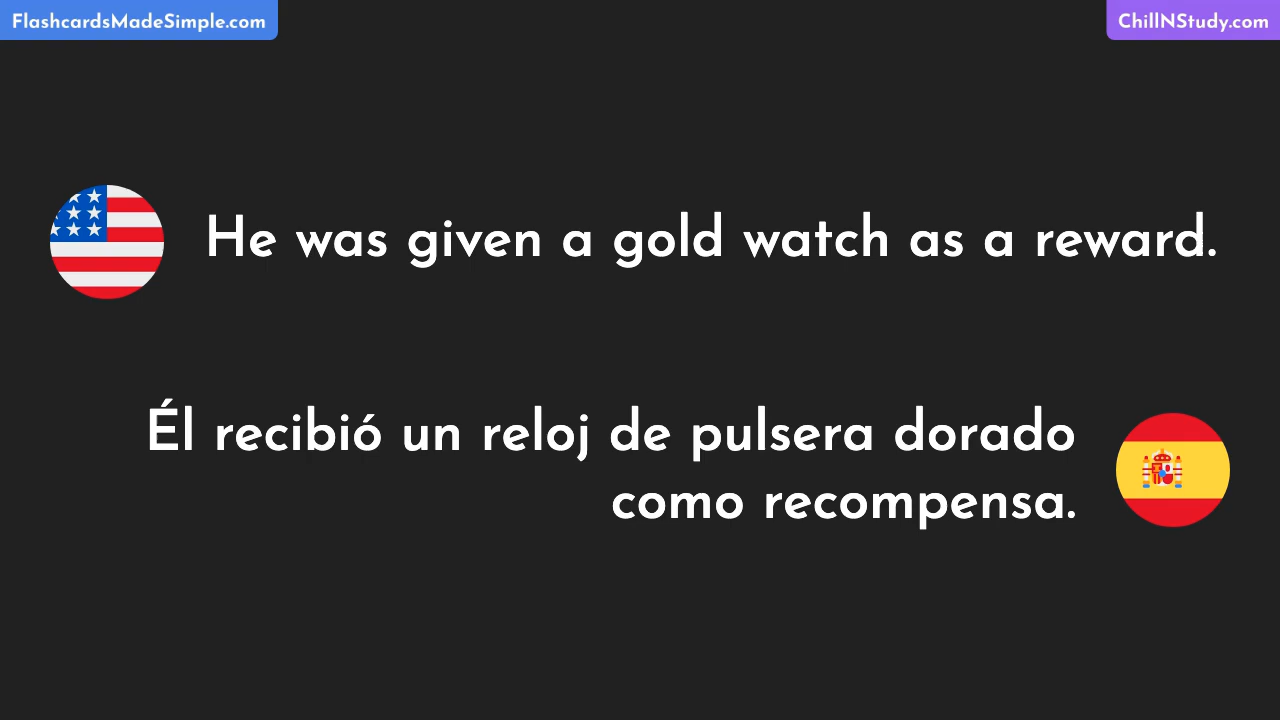 FlashcardsMadeSimple.com
ChillNStudy.com
He was given a gold watch as a reward.
Él recibió un reloj de pulsera dorado
como recompensa.